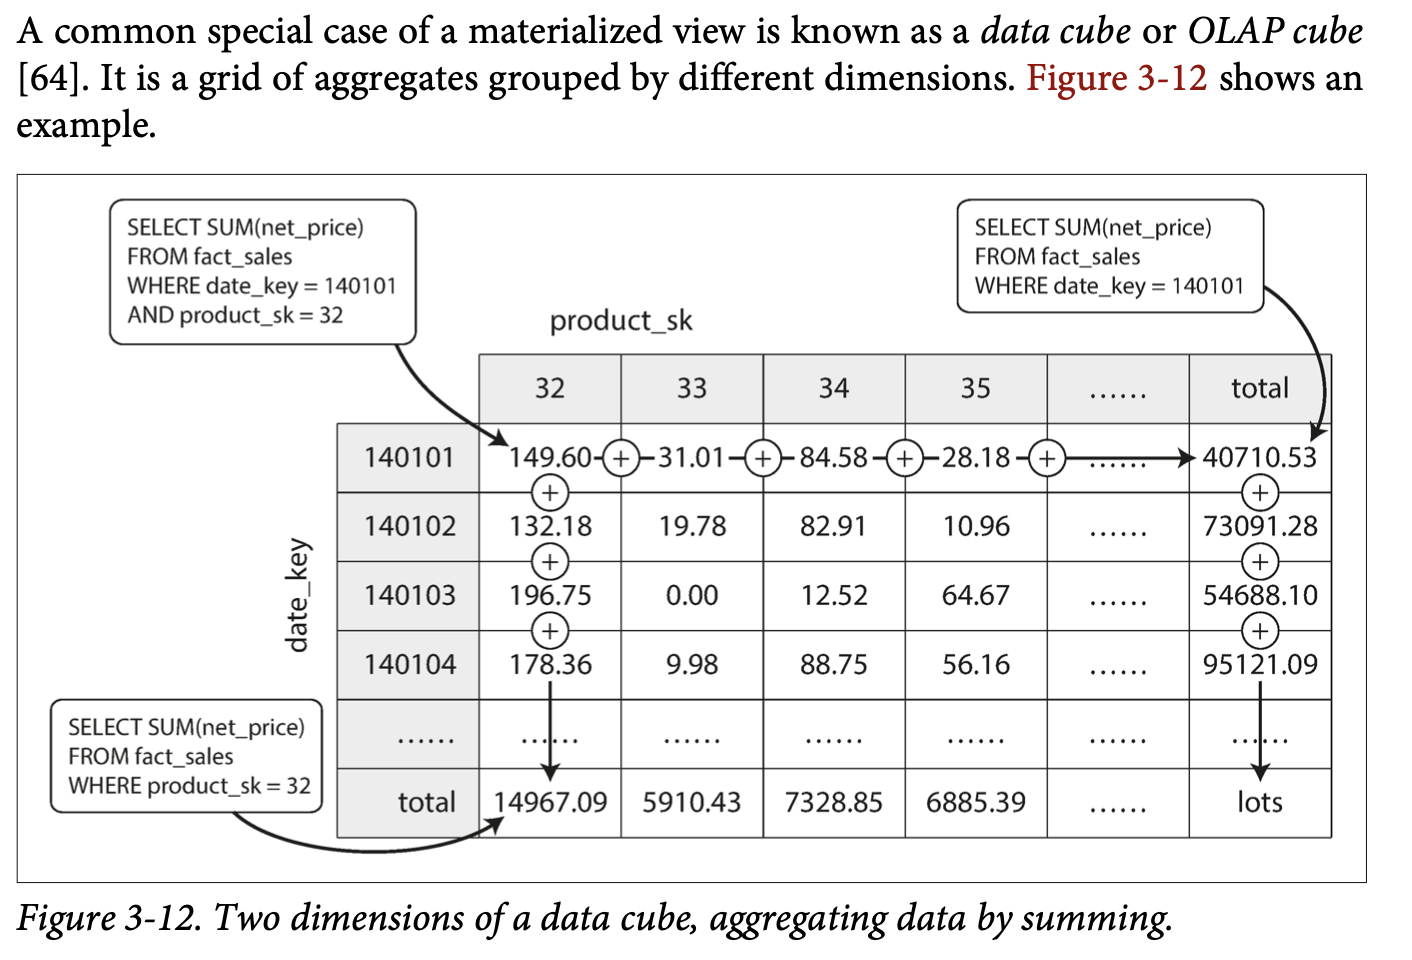 A common special case of a materialized view is known as a data cube or OLAP cube
[64]. It is a grid of aggregates grouped by different dimensions. Figure 3-12 shows an
example.
SELECT SUM(net_price)
FROM fact_sales
WHERE date_key = 140101
AND product_sk = 32
SELECT SUM(net_price)
FROM fact_sales
WHERE date_key = 140101
product_sk
32 33 34 35 ...... total
140101 149.60 + 31.01 + 84.58 + 28.18 + ...... 40710.53
+ +
140102 132.18 19.78 82.91 10.96 ...... 73091.28
+ +
date_key
140103 196.75 0.00 12.52 64.67 ...... 54688.10
+ +
140104 178.36 9.98 88.75 56.16 ...... 95121.09
...... ...... ...... ...... ...... ...... ......
total 14967.09 5910.43 7328.85 6885.39 ...... lots
SELECT SUM(net_price)
FROM fact_sales
WHERE product_sk = 32
Figure 3-12. Two dimensions of a data cube, aggregating data by summing.